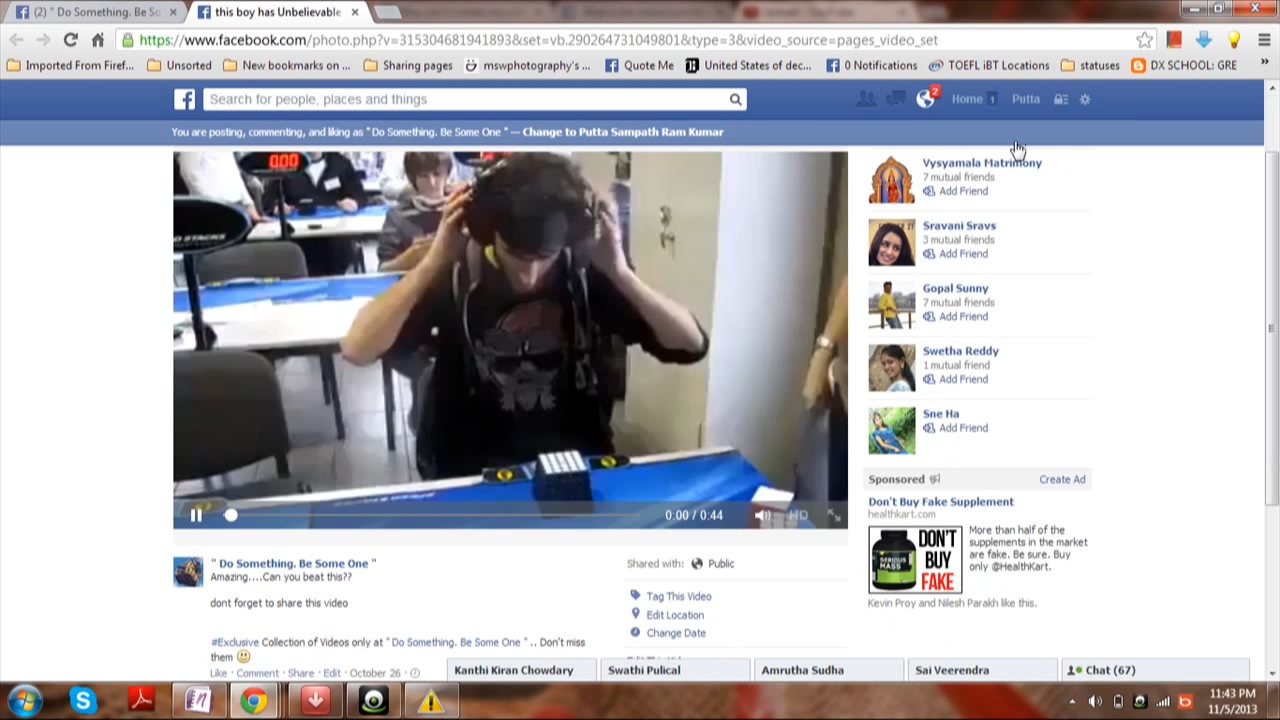 (2) " Do Something. Be So
this boy has Unbelievable
https://www.facebook.com/photo.php?v=315304681941893&set=vb.290264731049801&type=3&video_source=pages_video_set
Imported From Firef...
Unsorted
New bookmarks on ...
Sharing pages
mswphotography's ...
Quote Me
United States of dec...
0 Notifications
TOEFL iBT Locations
statuses
DX SCHOOL: GRE
»
Search for people, places and things
2
Home 1
Putta
You are posting, commenting, and liking as " Do Something. Be Some One " — Change to Putta Sampath Ram Kumar
0.00
STACKS
0:00 / 0:44
HD
Vysyamala Matrimony
7 mutual friends
Add Friend
Sravani Sravs
3 mutual friends
Add Friend
Gopal Sunny
7 mutual friends
Add Friend
Swetha Reddy
1 mutual friend
Add Friend
Sne Ha
Add Friend
Sponsored
Create Ad
Don't Buy Fake Supplement
healthkart.com
SERIOUS
MASS
DON'T
BUY
FAKE
More than half of the
supplements in the market
are fake. Be sure. Buy
only @HealthKart.
Kevin Proy and Nilesh Parakh like this.
" Do Something. Be Some One "
Amazing....Can you beat this??
dont forget to share this video
#Exclusive Collection of Videos only at " Do Something. Be Some One " .. Don't miss
them
Like · Comment · Share · Edit · October 26 ·
Shared with: Public
Tag This Video
Edit Location
Change Date
Kanthi Kiran Chowdary
Swathi Pulical
Amrutha Sudha
Sai Veerendra
Chat (67)
11:43 PM
11/5/2013